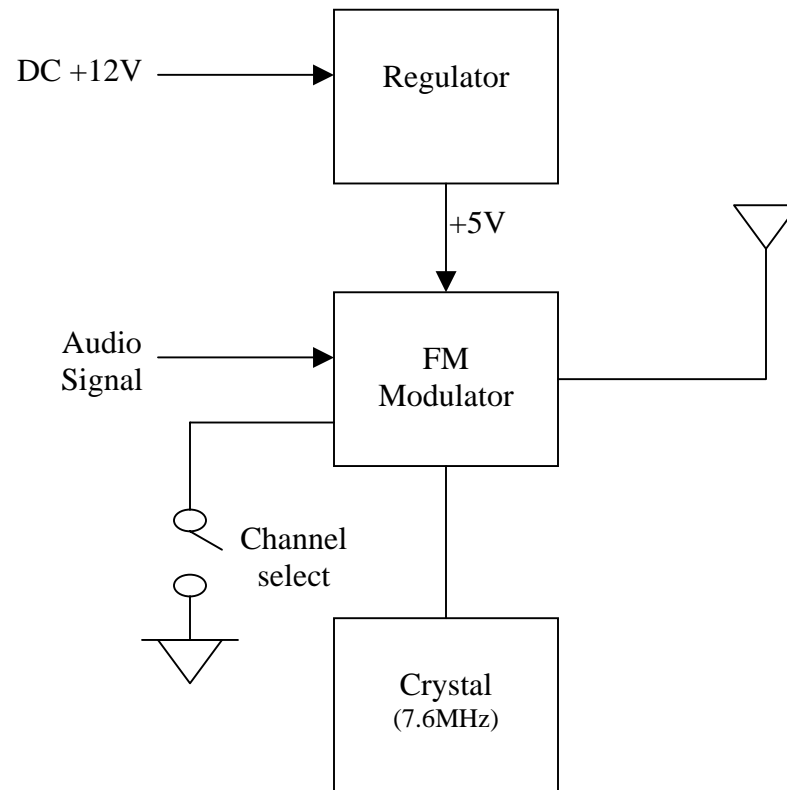 DC +12V
Regulator
+5V
Audio
Signal
FM
Modulator
Channel
select
Crystal
(7.6MHz)